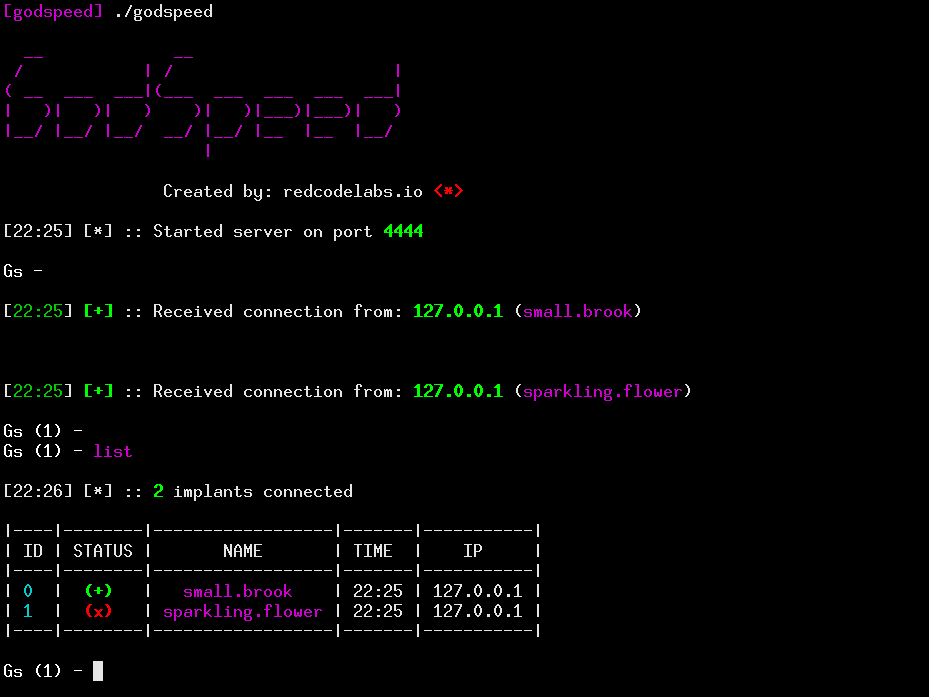 [godspeed] ./godspeed
GodSpeed
Created by: redcodelabs.io <*>
[22:25] [*] :: Started server on port 4444
Gs -
[22:25] [+] :: Received connection from: 127.0.0.1 (small.brook)
[22:25] [+] :: Received connection from: 127.0.0.1 (sparkling.flower)
Gs (1) -
Gs (1) - list
[22:26] [*] :: 2 implants connected
|----|--------|------------------|-------|-----------|
| ID | STATUS |       NAME       | TIME  |    IP     |
|----|--------|------------------|-------|-----------|
| 0  |  (+)   |   small.brook    | 22:25 | 127.0.0.1 |
| 1  |  (x)   | sparkling.flower | 22:25 | 127.0.0.1 |
|----|--------|------------------|-------|-----------|
Gs (1) -